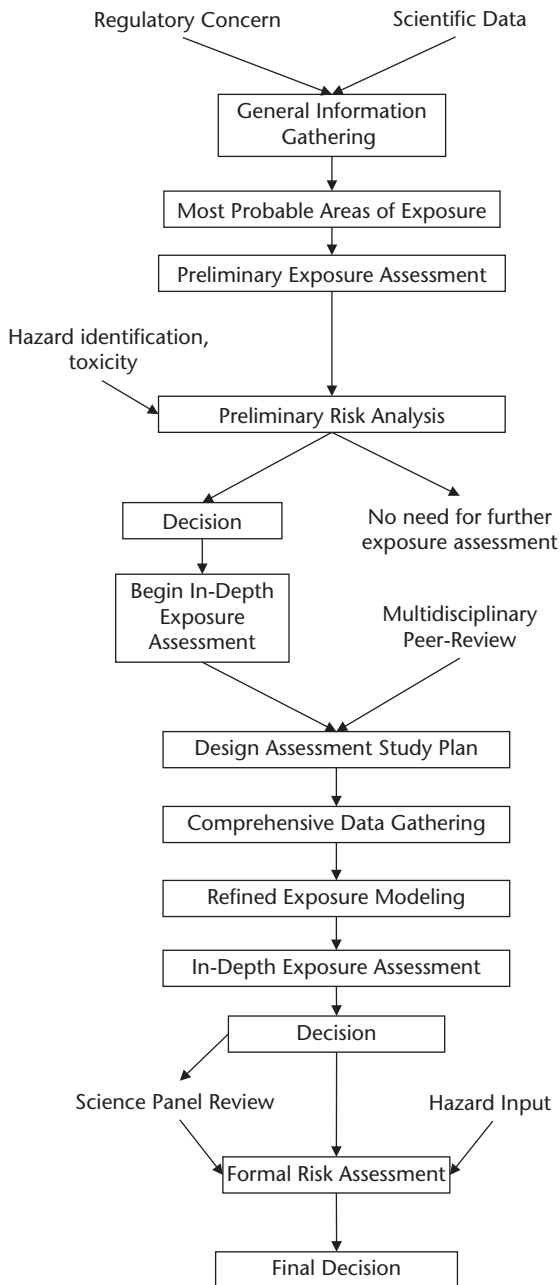 Regulatory Concern
Scientific Data
General Information
Gathering
Most Probable Areas of Exposure
Preliminary Exposure Assessment
Hazard identification,
toxicity
Preliminary Risk Analysis
Decision
No need for further
exposure assessment
Begin In-Depth
Exposure
Assessment
Multidisciplinary
Peer-Review
Design Assessment Study Plan
Comprehensive Data Gathering
Refined Exposure Modeling
In-Depth Exposure Assessment
Decision
Science Panel Review
Hazard Input
Formal Risk Assessment
Final Decision